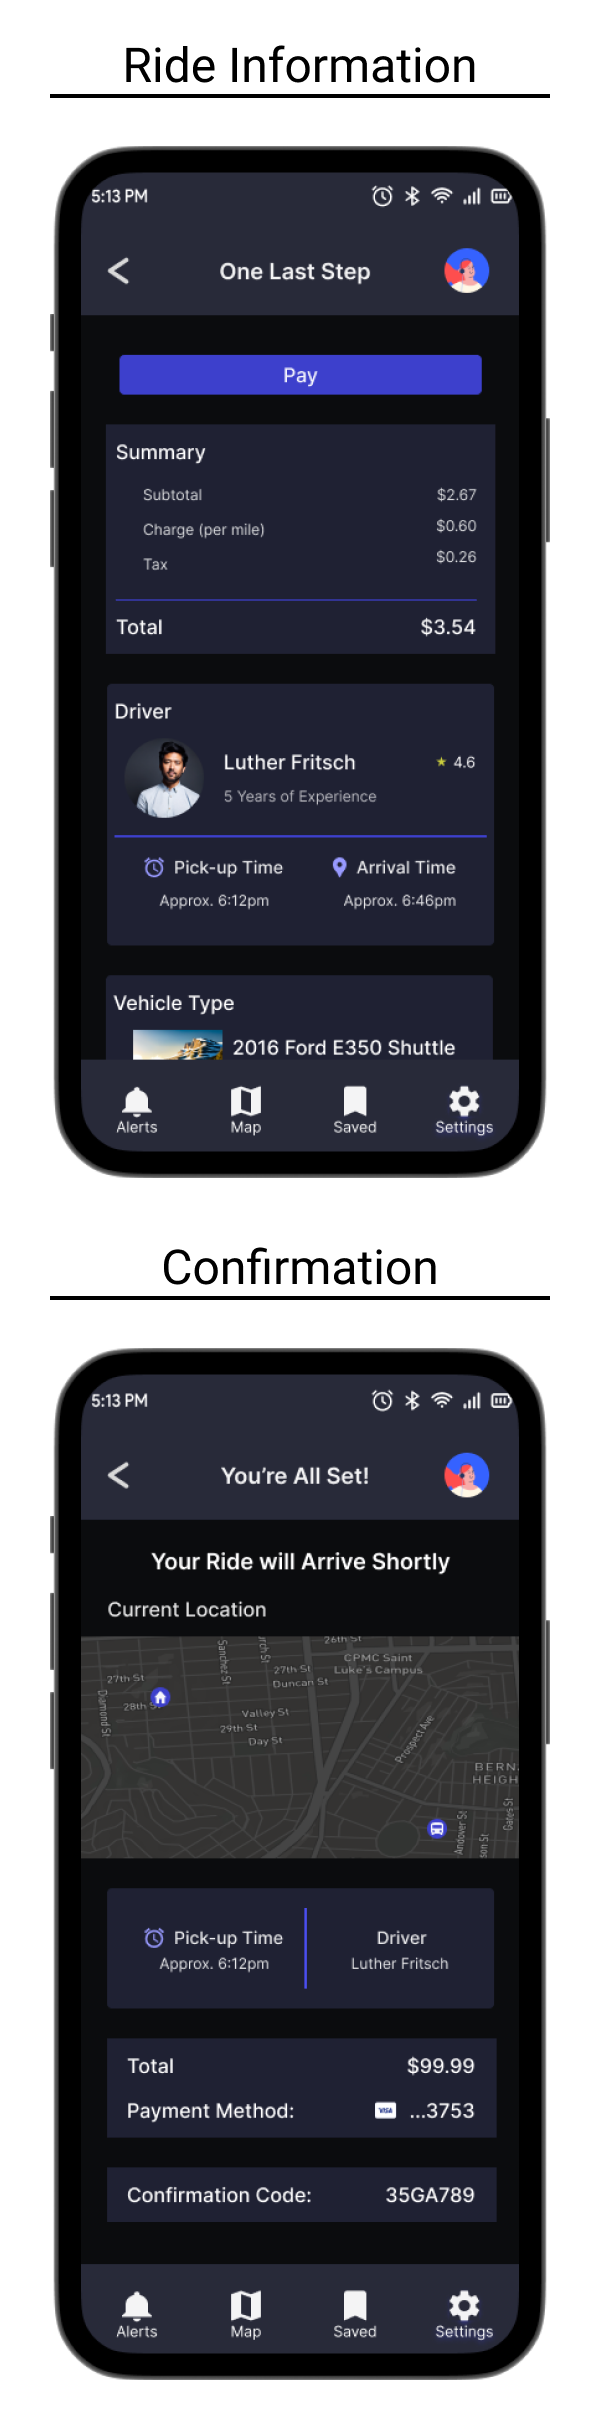 Ride Information
5:13 PM
One Last Step
Pay
Summary
Subtotal $2.67
Charge (per mile) $0.60
Tax $0.26
Total $3.54
Driver
Luther Fritsch ★ 4.6
5 Years of Experience
Pick-up Time Arrival Time
Approx. 6:12pm Approx. 6:46pm
Vehicle Type
2016 Ford E350 Shuttle
Alerts Map Saved Settings
Confirmation
5:13 PM
You're All Set!
Your Ride will Arrive Shortly
Current Location
26th St
Sanchez St
rch St
CPMC Saint
Luke's Campus
27th St
27th St
Duncan St
Diamond St
28th S
Valley St
29th St
Day St
Prospect Ave
BERN
HEIGH
Andover St
Gates St
son St
Pick-up Time Driver
Approx. 6:12pm Luther Fritsch
Total $99.99
Payment Method: VISA ...3753
Confirmation Code: 35GA789
Alerts Map Saved Settings